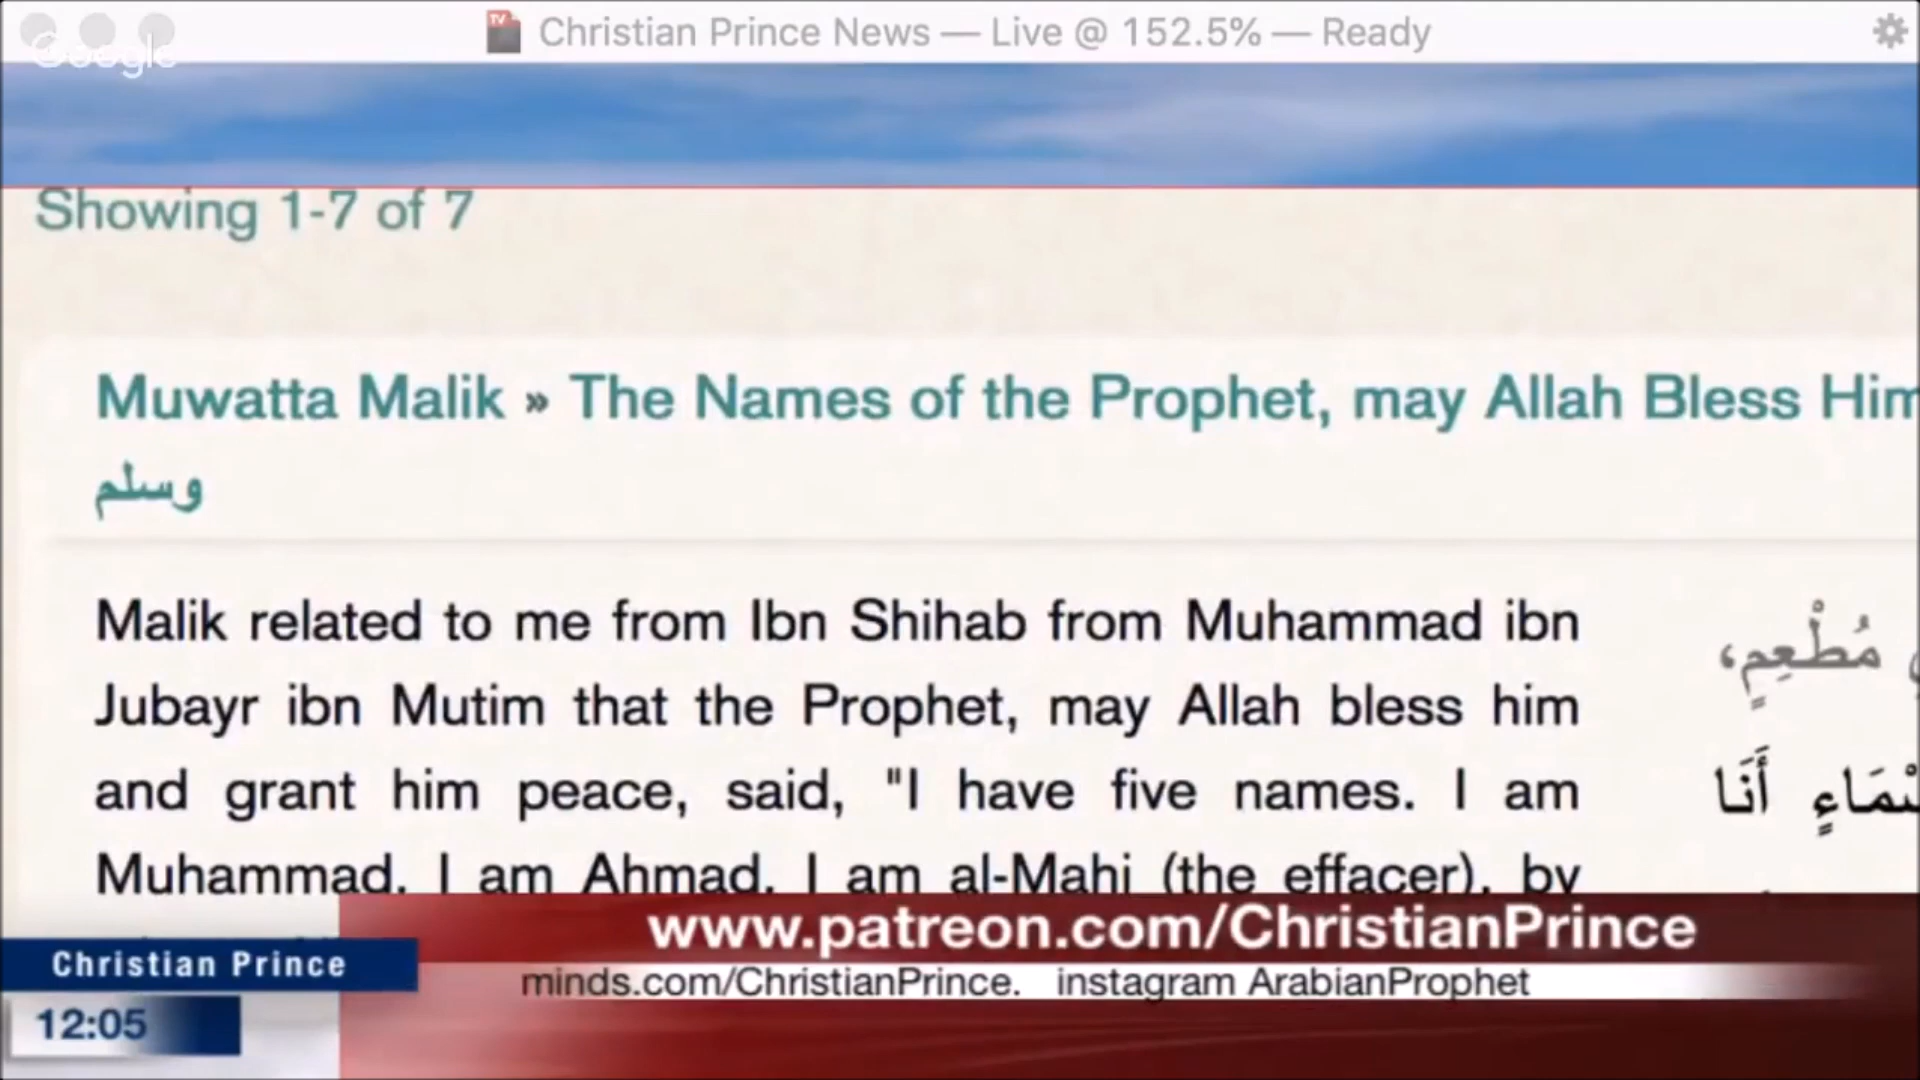 Christian Prince News — Live @ 152.5% — Ready
Google
Showing 1-7 of 7
Muwatta Malik » The Names of the Prophet, may Allah Bless Him
وسلم
Malik related to me from Ibn Shihab from Muhammad ibn
Jubayr ibn Mutim that the Prophet, may Allah bless him
and grant him peace, said, "I have five names. I am
Muhammad. I am Ahmad. I am al-Mahi (the effacer), by
مُطْعِمٍ،
أَنَا
www.patreon.com/ChristianPrince
Christian Prince
minds.com/ChristianPrince. instagram ArabianProphet
12:05